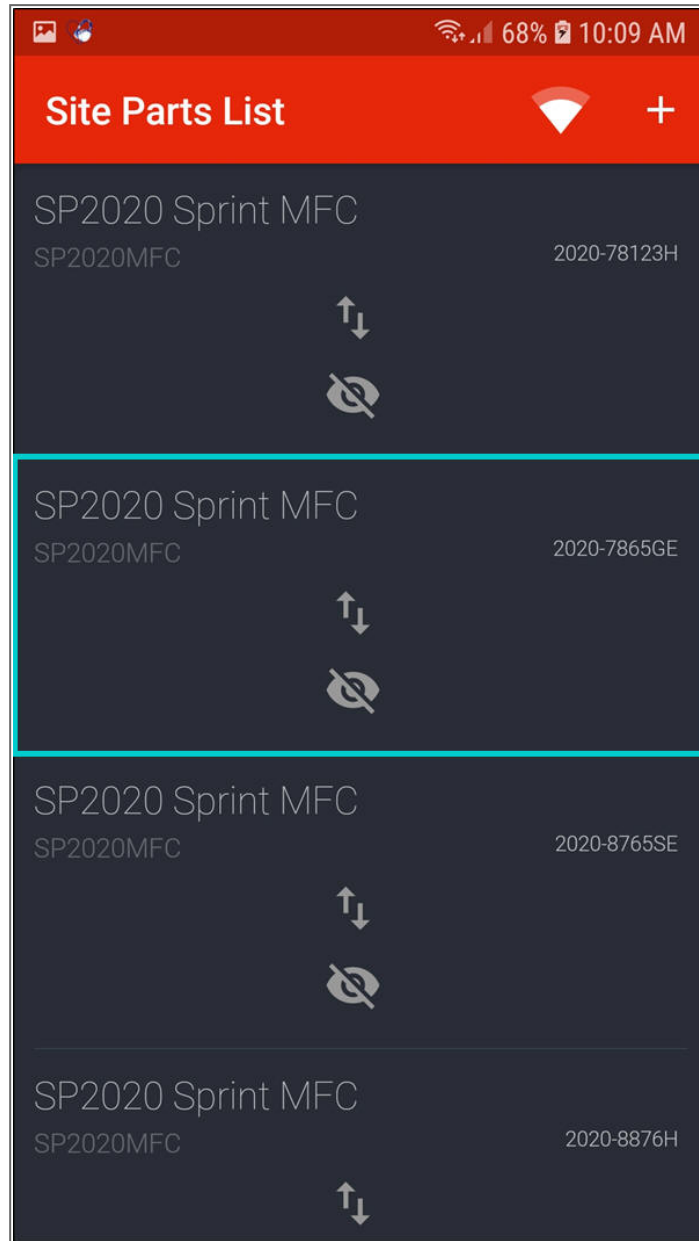 68% 10:09 AM
Site Parts List +
SP2020 Sprint MFC
SP2020MFC 2020-78123H
SP2020 Sprint MFC
SP2020MFC 2020-7865GE
SP2020 Sprint MFC
SP2020MFC 2020-8765SE
SP2020 Sprint MFC
SP2020MFC 2020-8876H